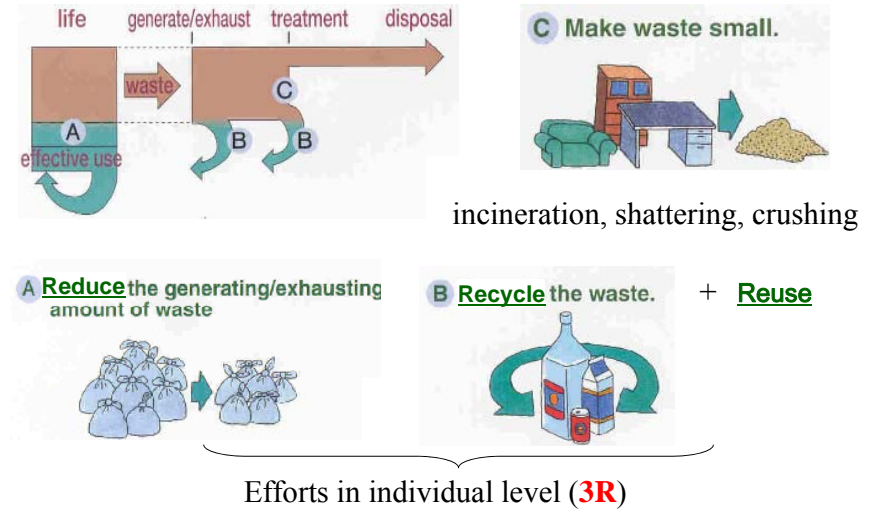 life generate/exhaust treatment disposal
waste
A
effective use
B
B
C
C Make waste small.
incineration, shattering, crushing
A Reduce the generating/exhausting
amount of waste
B Recycle the waste. + Reuse
Efforts in individual level (3R)